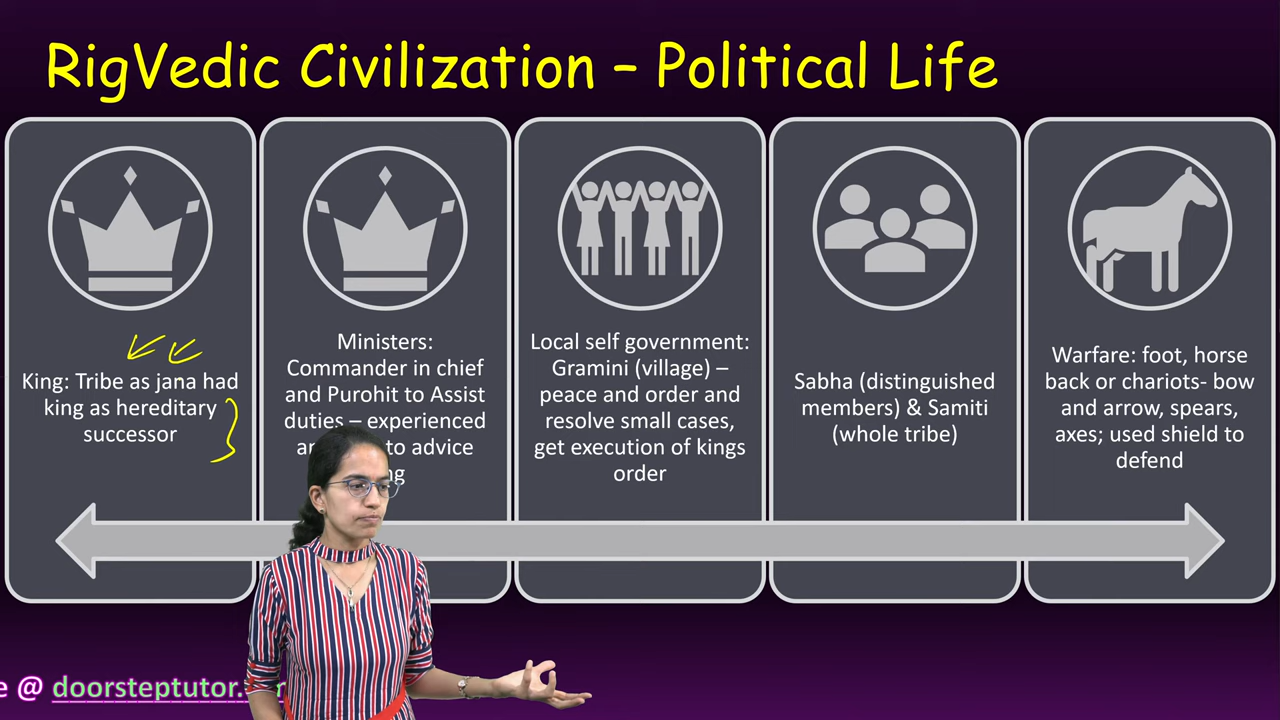 RigVedic Civilization – Political Life
King: Tribe as jana had
king as hereditary
successor
Ministers:
Commander in chief
and Purohit to Assist
duties – experienced
to advice
Local self government:
Gramini (village) –
peace and order and
resolve small cases,
get execution of kings
order
Sabha (distinguished
members) & Samiti
(whole tribe)
Warfare: foot, horse
back or chariots- bow
and arrow, spears,
axes; used shield to
defend
e @ doorsteptutor.